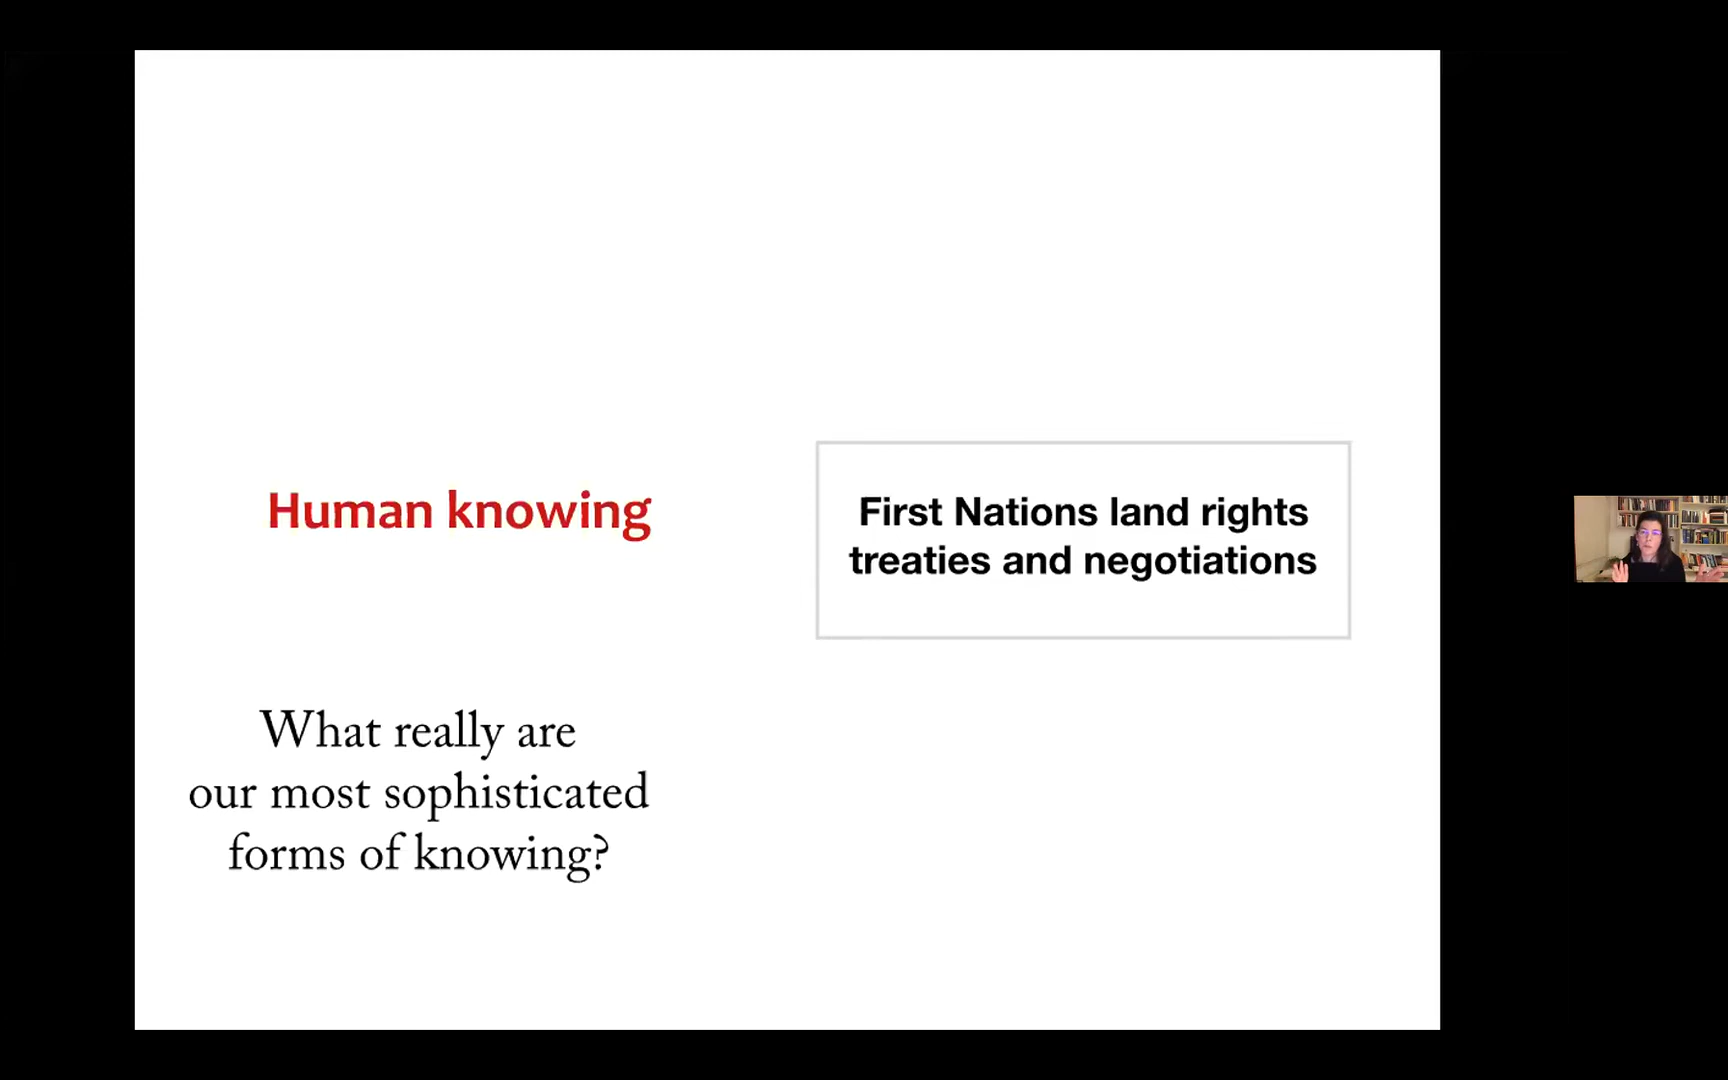 Human knowing
First Nations land rights
treaties and negotiations
What really are
our most sophisticated
forms of knowing?